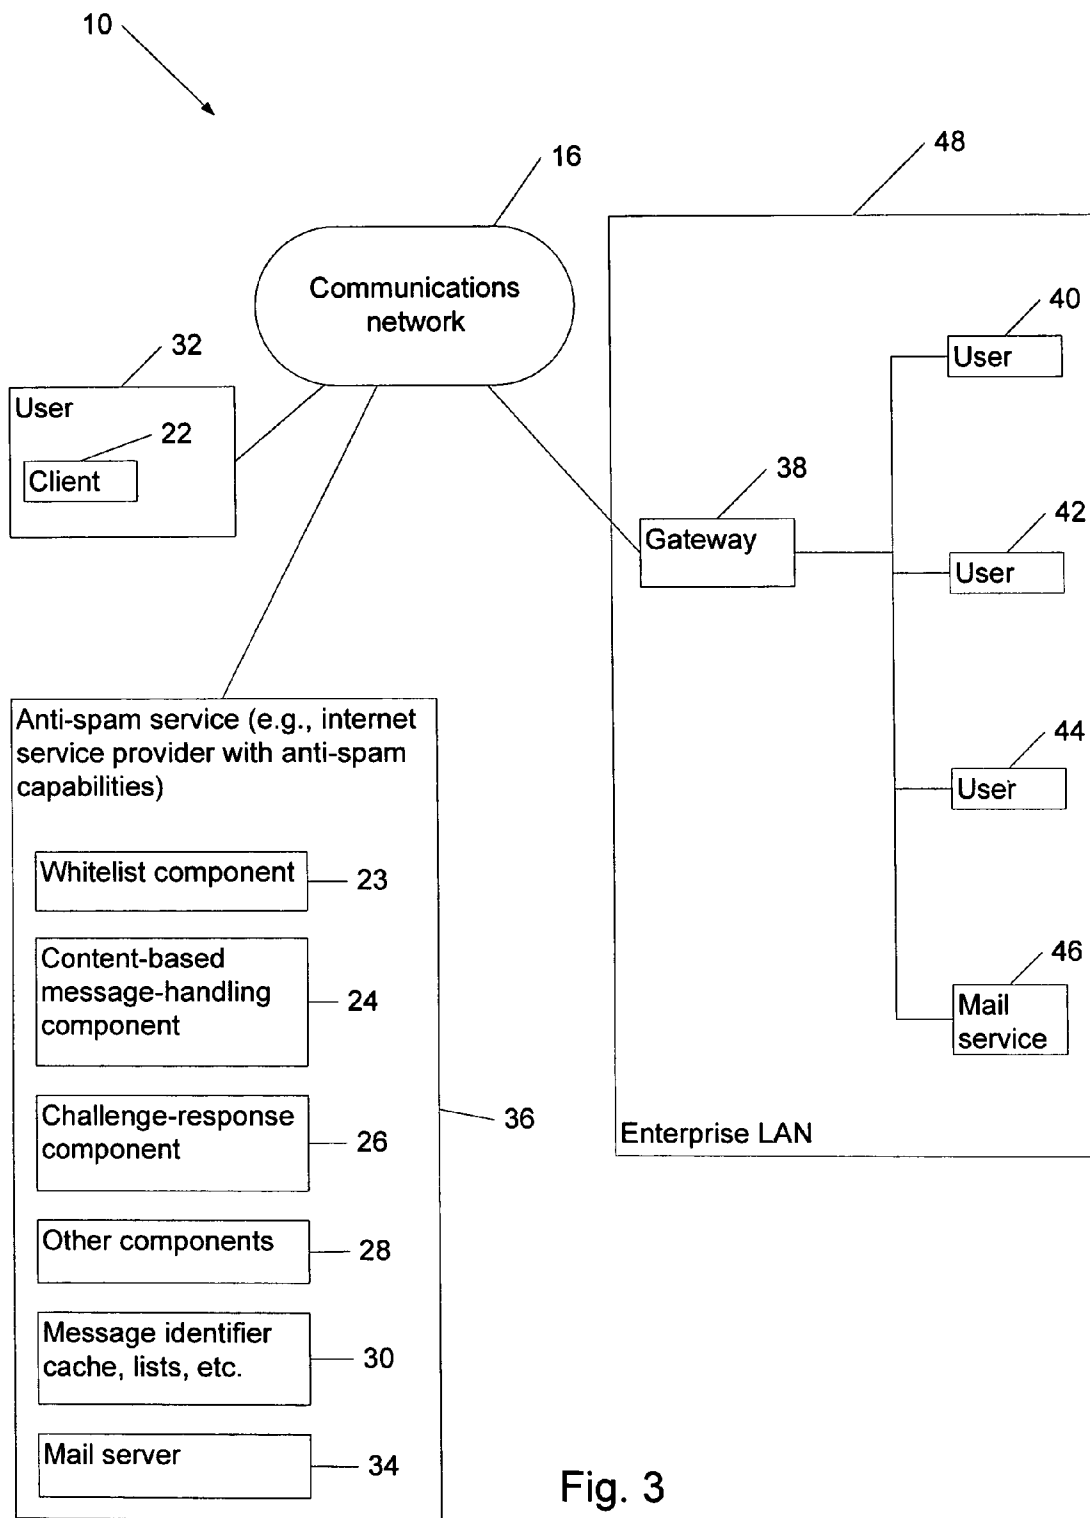 10
16
48
Communications
network
40
User
32
User
22
Client
38
Gateway
42
User
Anti-spam service (e.g., internet
service provider with anti-spam
capabilities)
44
User
Whitelist component
23
Content-based
message-handling
component
24
46
Mail
service
Challenge-response
component
26
36
Enterprise LAN
Other components
28
Message identifier
cache, lists, etc.
30
Mail server
34
Fig. 3